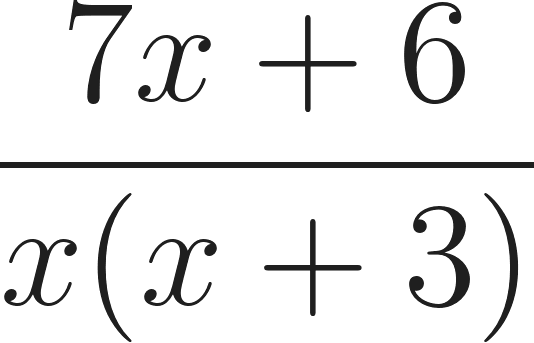 7x + 6
x(x + 3)